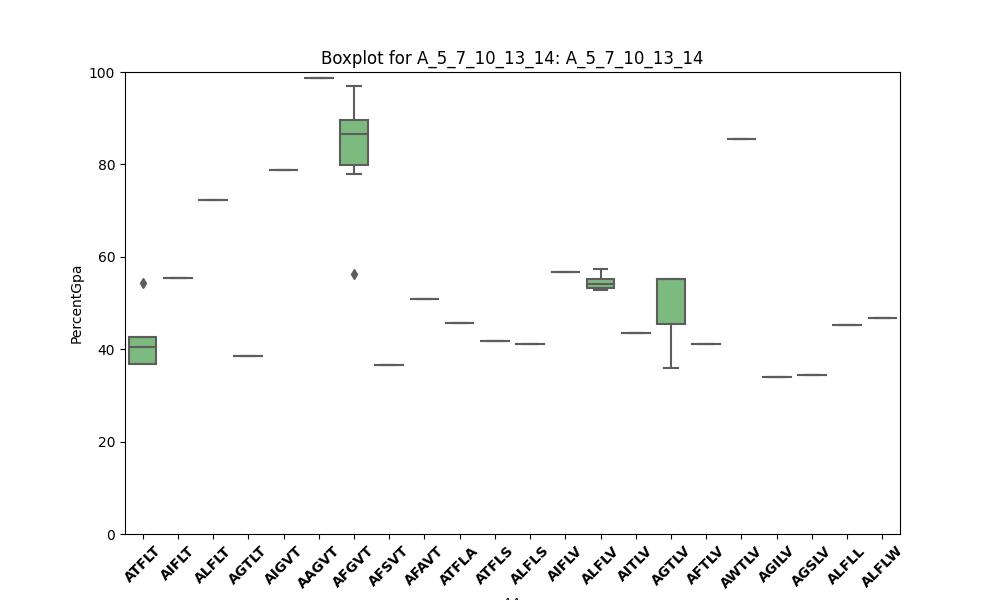 Boxplot for A_5_7_10_13_14: A_5_7_10_13_14
PercentGpa
100
80
60
40
20
0
ATFLT
AIFLT
ALFLT
AGTLT
AIGVT
AAGVT
AFGVT
AFSVT
AFAVT
ATFLA
ATFLS
ALFLS
AIFLV
ALFLV
AITLV
AGTLV
AFTLV
AWTLV
AGILV
AGSLV
ALFLL
ALFLW